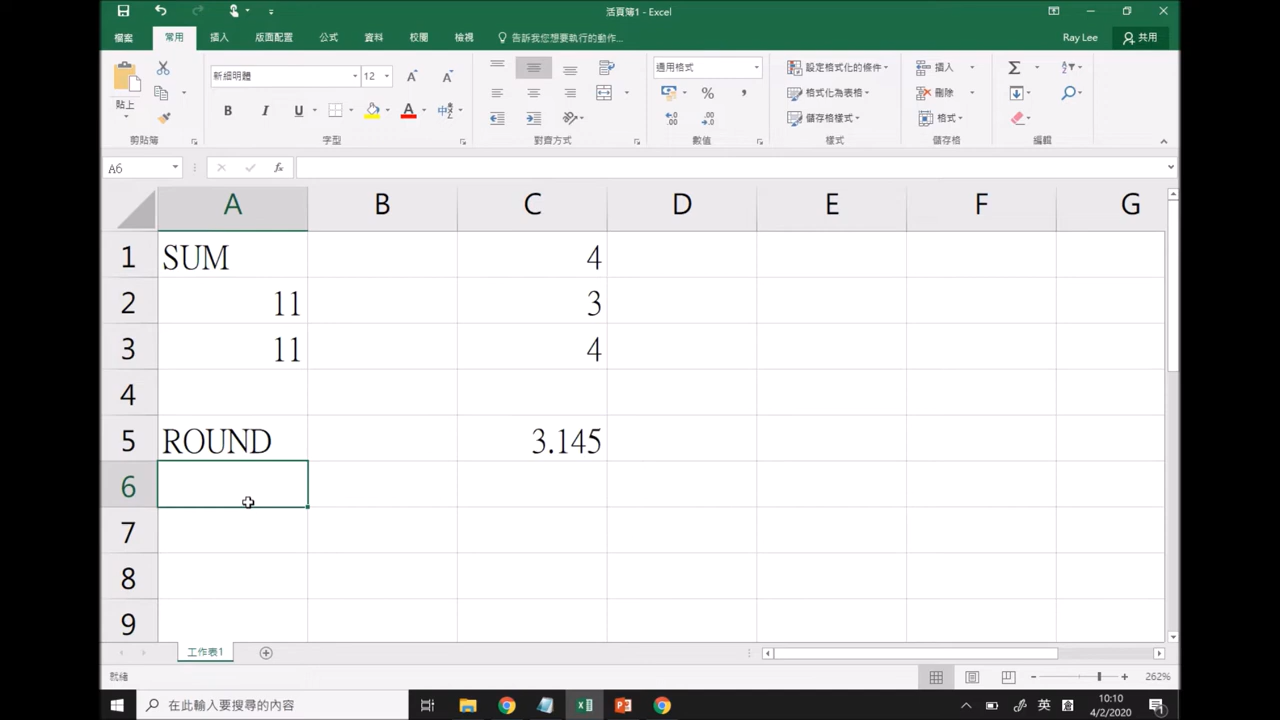 活頁簿1 - Excel
檔案 常用 插入 版面配置 公式 資料 校閱 檢視 告訴我您想要執行的動作... Ray Lee 共用
新細明體 12 通用格式 設定格式化的條件 插入
貼上 B I U A 中 % , 格式化為表格 刪除
儲存格樣式 格式
剪貼簿 字型 對齊方式 數值 樣式 儲存格 編輯
A6 fx
A B C D E F G
1 SUM 4
2 11 3
3 11 4
4
5 ROUND 3.145
6
7
8
9
工作表1
就緒 262%
在此輸入要搜尋的內容 英 10:10
4/2/2020 1